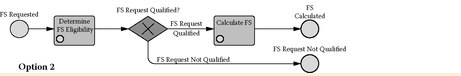 FS Requested
Determine
FS Eligibility
FS Request Qualified?
FS Request
Qualified
Calculate FS
FS
Calculated
FS Request Not Qualified
FS Request Not Qualified
Option 2